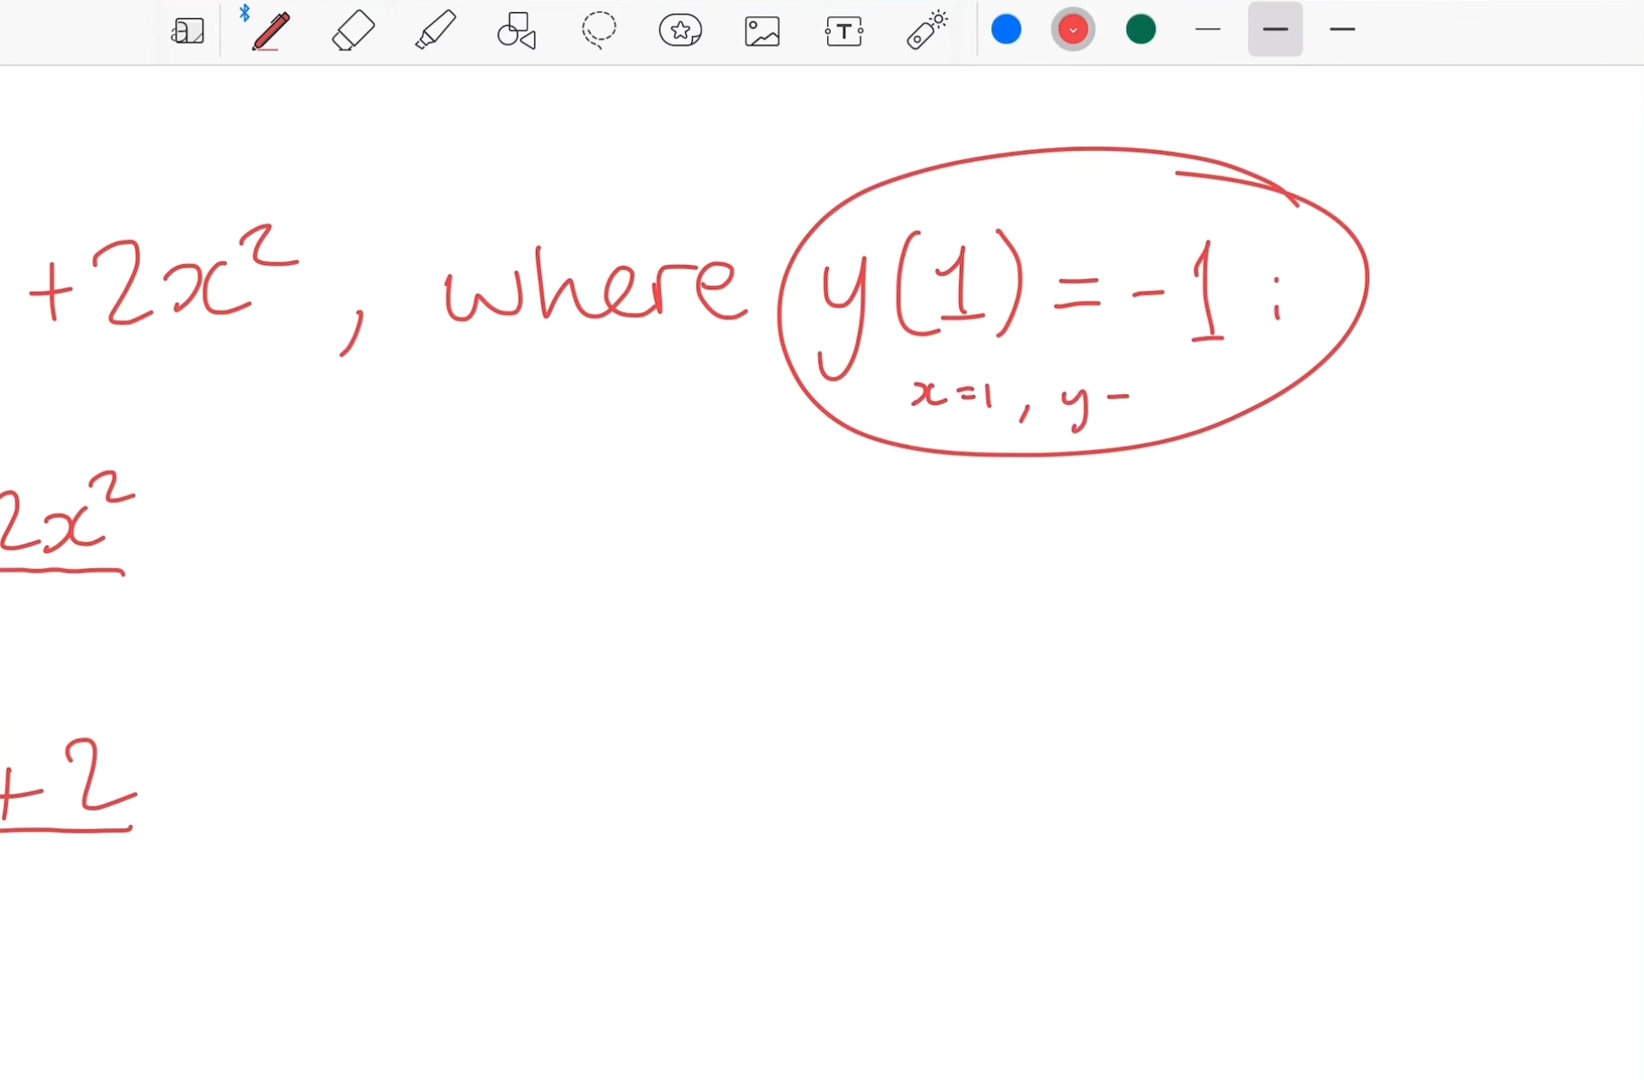 +2x², where y(1) = -1 :
x=1, y-
2x²
+2